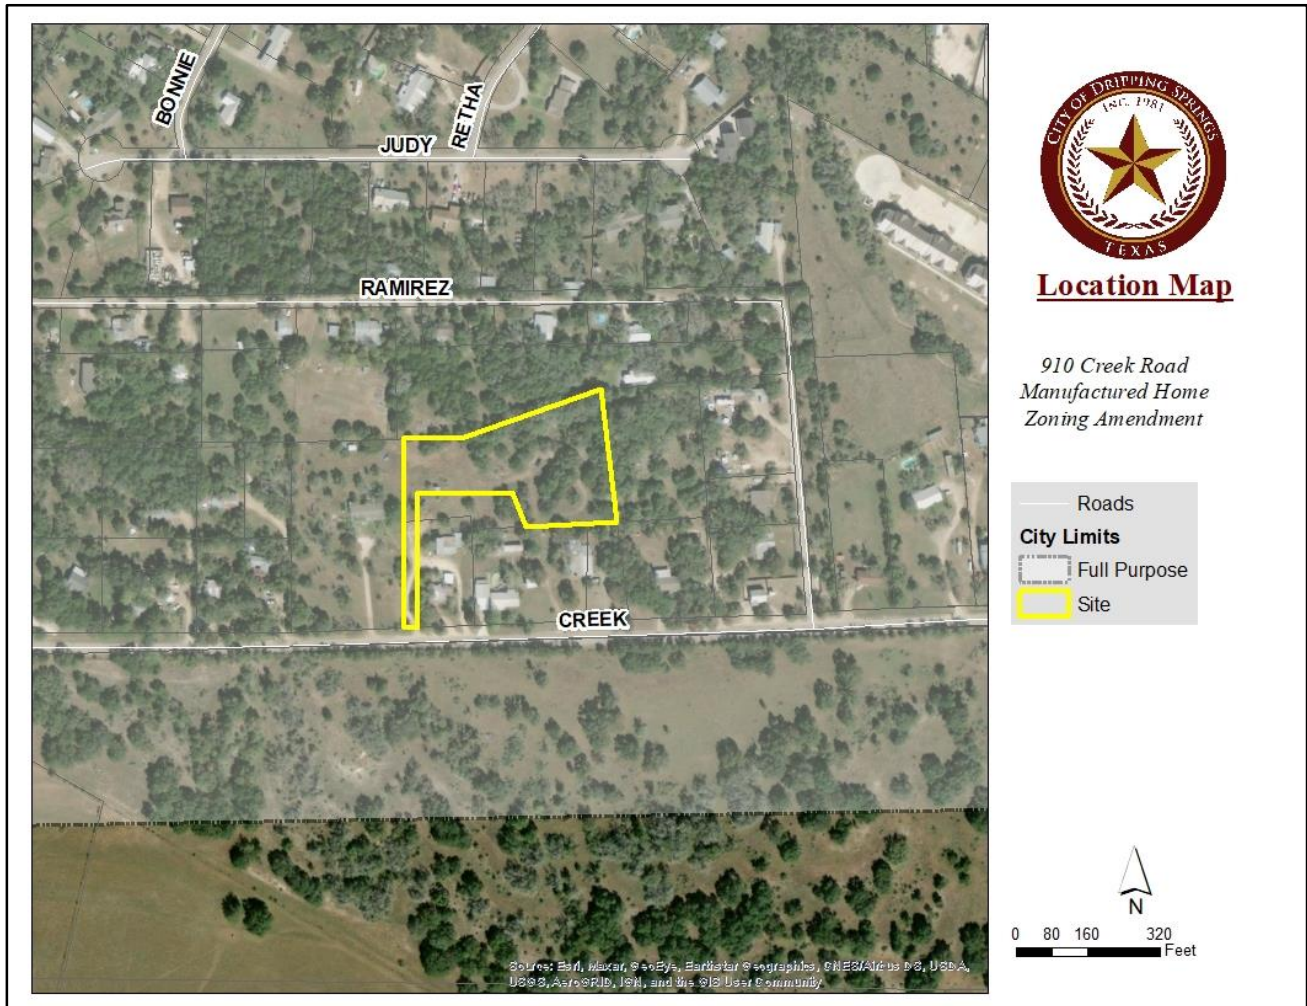 BONNIE
RETHA
JUDY
RAMIREZ
CREEK
Source: Esri, Maxar, GeoEye, Earthstar Geographics, CNES/Airbus DS, USDA,
USGS, AeroGRID, IGN, and the GIS User Community
CITY OF DRIPPING SPRINGS
INC. 1981
TEXAS
Location Map
910 Creek Road
Manufactured Home
Zoning Amendment
Roads
City Limits
Full Purpose
Site
N
0 80 160 320
Feet